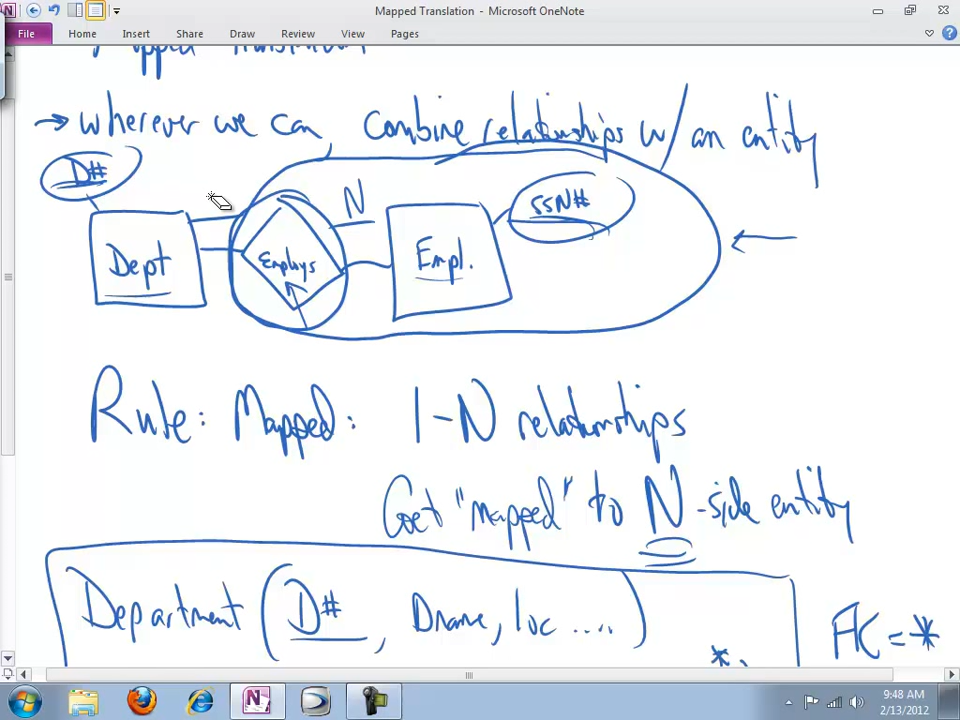 Mapped Translation - Microsoft OneNote
File Home Insert Share Draw Review View Pages
→ wherever we can combine relationships w/ an entity
D#
N
SSN#
Dept
Employs
Empl.
Rule: Mapped: 1-N relationships
Get "mapped" to N-side entity
Department ( D#, Dname, loc .... )
FK = *
*
9:48 AM
2/13/2012